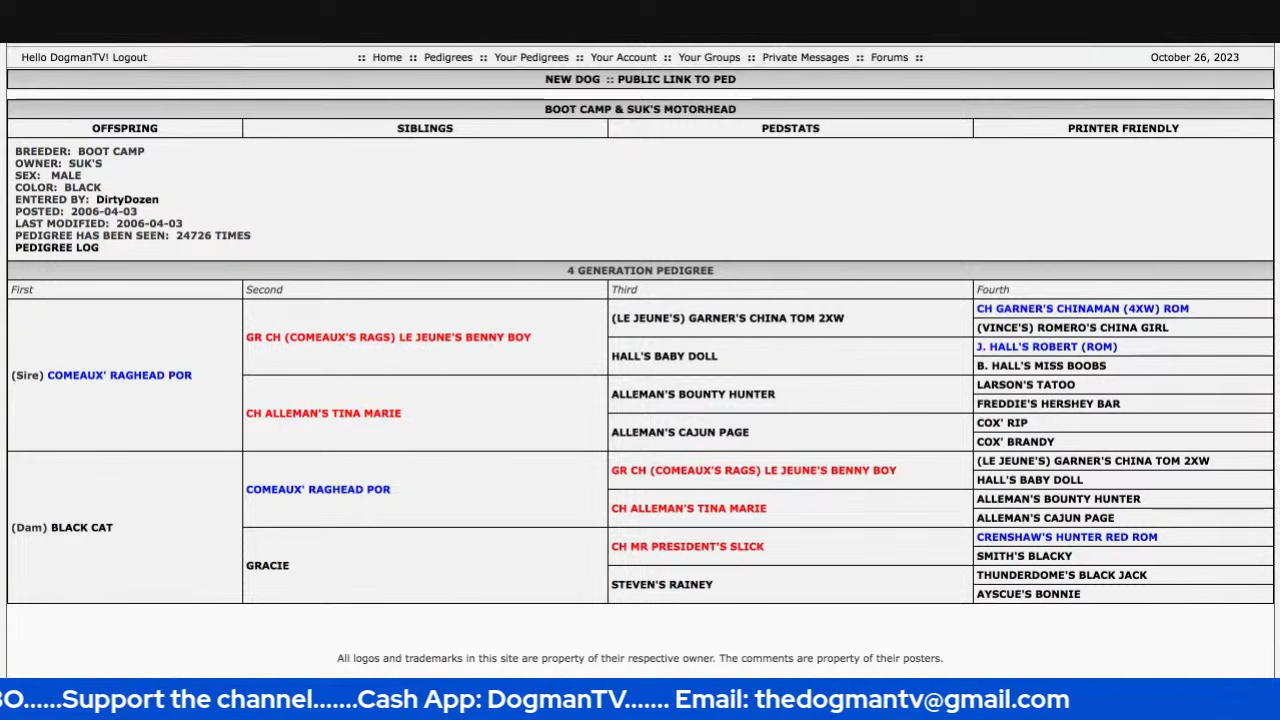 Hello DogmanTV! Logout :: Home :: Pedigrees :: Your Pedigrees :: Your Account :: Your Groups :: Private Messages :: Forums :: October 26, 2023
NEW DOG :: PUBLIC LINK TO PED
BOOT CAMP & SUK'S MOTORHEAD
OFFSPRING SIBLINGS PEDSTATS PRINTER FRIENDLY
BREEDER: BOOT CAMP
OWNER: SUK'S
SEX: MALE
COLOR: BLACK
ENTERED BY: DirtyDozen
POSTED: 2006-04-03
LAST MODIFIED: 2006-04-03
PEDIGREE HAS BEEN SEEN: 24726 TIMES
PEDIGREE LOG
4 GENERATION PEDIGREE
First Second Third Fourth
(Sire) COMEAUX' RAGHEAD POR
GR CH (COMEAUX'S RAGS) LE JEUNE'S BENNY BOY
(LE JEUNE'S) GARNER'S CHINA TOM 2XW
CH GARNER'S CHINAMAN (4XW) ROM
(VINCE'S) ROMERO'S CHINA GIRL
HALL'S BABY DOLL
J. HALL'S ROBERT (ROM)
B. HALL'S MISS BOOBS
CH ALLEMAN'S TINA MARIE
ALLEMAN'S BOUNTY HUNTER
LARSON'S TATOO
FREDDIE'S HERSHEY BAR
ALLEMAN'S CAJUN PAGE
COX' RIP
COX' BRANDY
(Dam) BLACK CAT
COMEAUX' RAGHEAD POR
GR CH (COMEAUX'S RAGS) LE JEUNE'S BENNY BOY
(LE JEUNE'S) GARNER'S CHINA TOM 2XW
HALL'S BABY DOLL
CH ALLEMAN'S TINA MARIE
ALLEMAN'S BOUNTY HUNTER
ALLEMAN'S CAJUN PAGE
GRACIE
CH MR PRESIDENT'S SLICK
CRENSHAW'S HUNTER RED ROM
SMITH'S BLACKY
STEVEN'S RAINEY
THUNDERDOME'S BLACK JACK
AYSCUE'S BONNIE
All logos and trademarks in this site are property of their respective owner. The comments are property of their posters.
BO......Support the channel.......Cash App: DogmanTV....... Email: thedogmantv@gmail.com